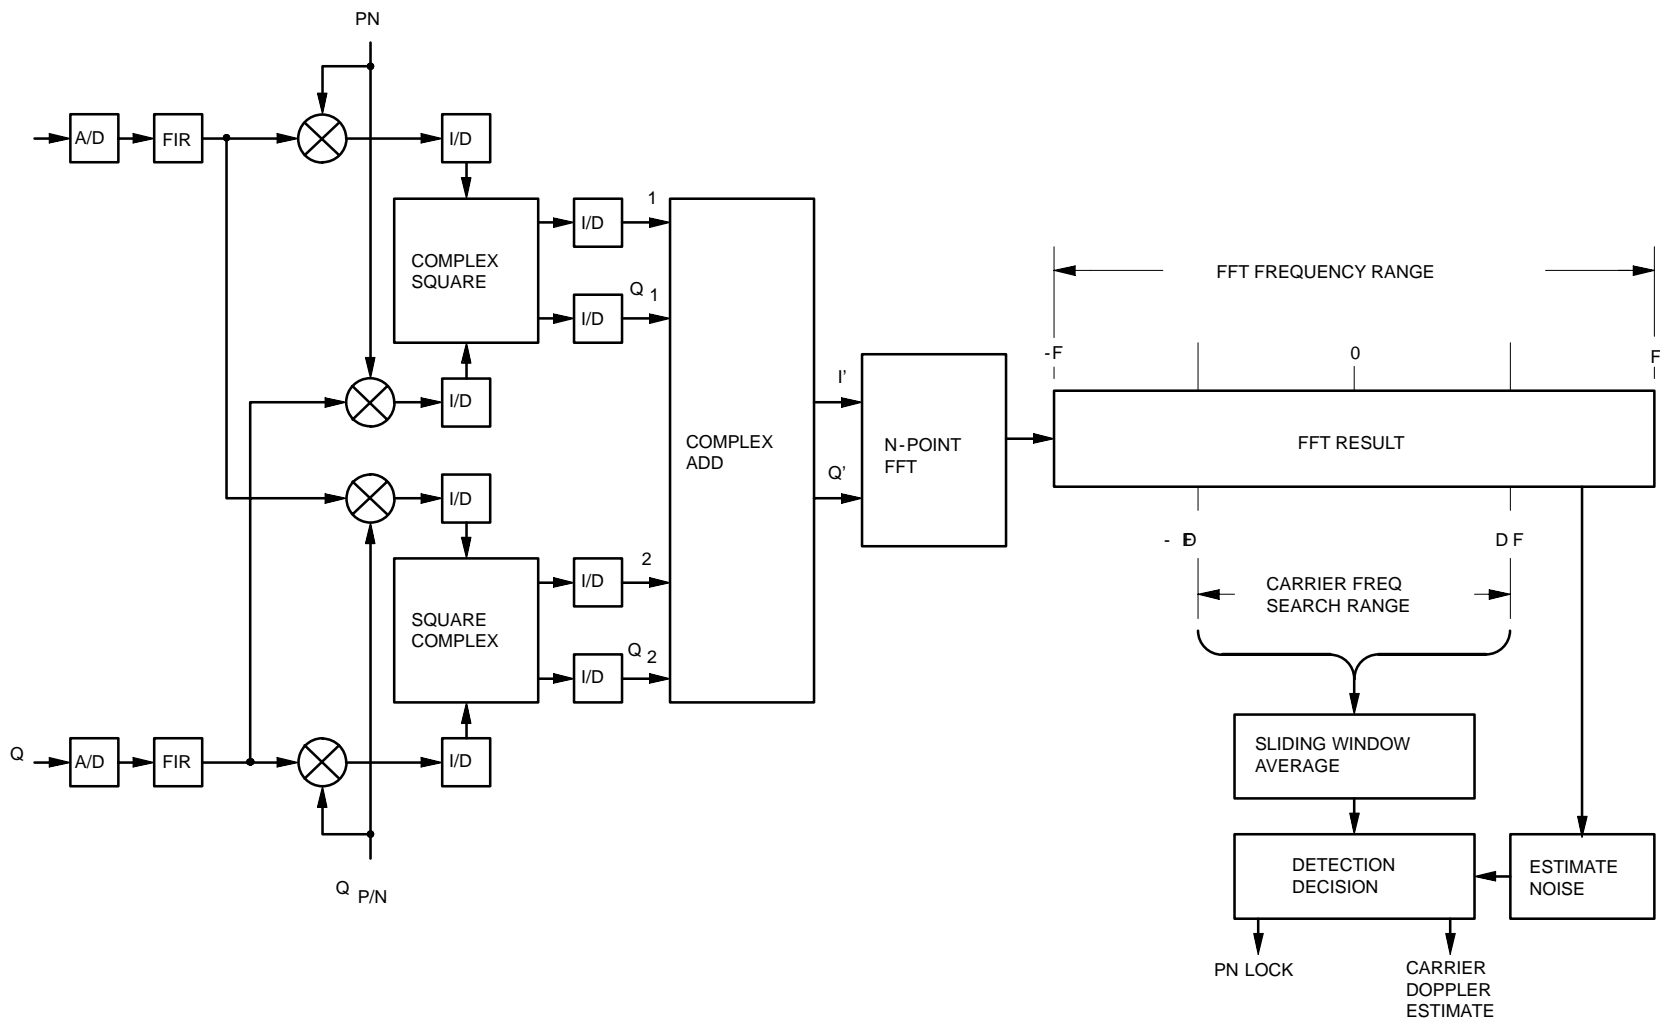 PN
A/D
FIR
I/D
COMPLEX
SQUARE
I/D
1
I/D
Q 1
I/D
COMPLEX
ADD
I'
Q'
N-POINT
FFT
FFT FREQUENCY RANGE
-F
0
F
FFT RESULT
I/D
SQUARE
COMPLEX
I/D
2
I/D
Q 2
- 
D F
CARRIER FREQ
SEARCH RANGE
Q
A/D
FIR
I/D
Q P/N
SLIDING WINDOW
AVERAGE
DETECTION
DECISION
ESTIMATE
NOISE
PN LOCK
CARRIER
DOPPLER
ESTIMATE